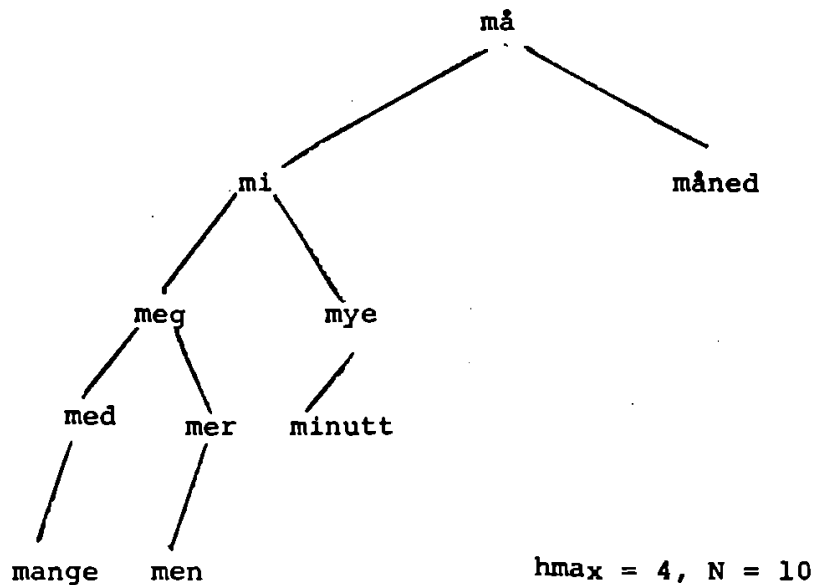 må
mi måned
meg mye
med mer minutt
mange men hmax = 4, N = 10